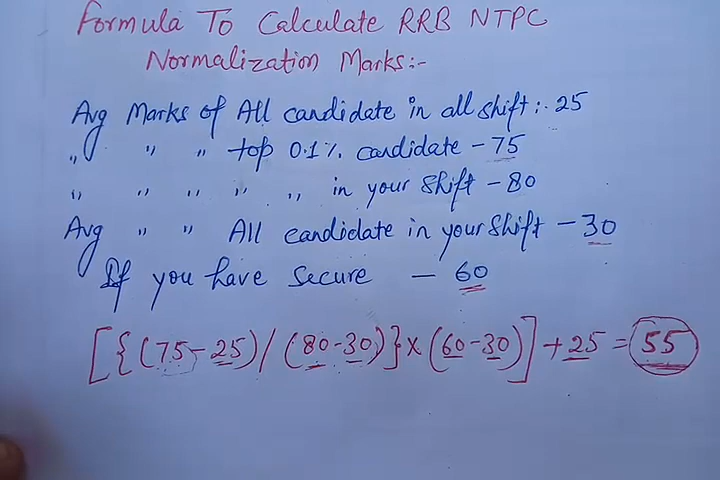 Formula To Calculate RRB NTPC
Normalization Marks:-
Avg Marks of All candidate in all shift:- 25
" " " top 0.1% candidate - 75
" " " " " in your shift - 80
Avg " " All candidate in your shift - 30
If you have secure - 60
[{(75-25)/(80-30)}×(60-30)]+25=55